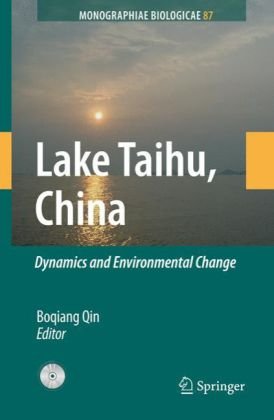 MONOGRAPHIAE BIOLOGICAE 87
Lake Taihu,
China
Dynamics and Environmental Change
Boqiang Qin
Editor
Springer